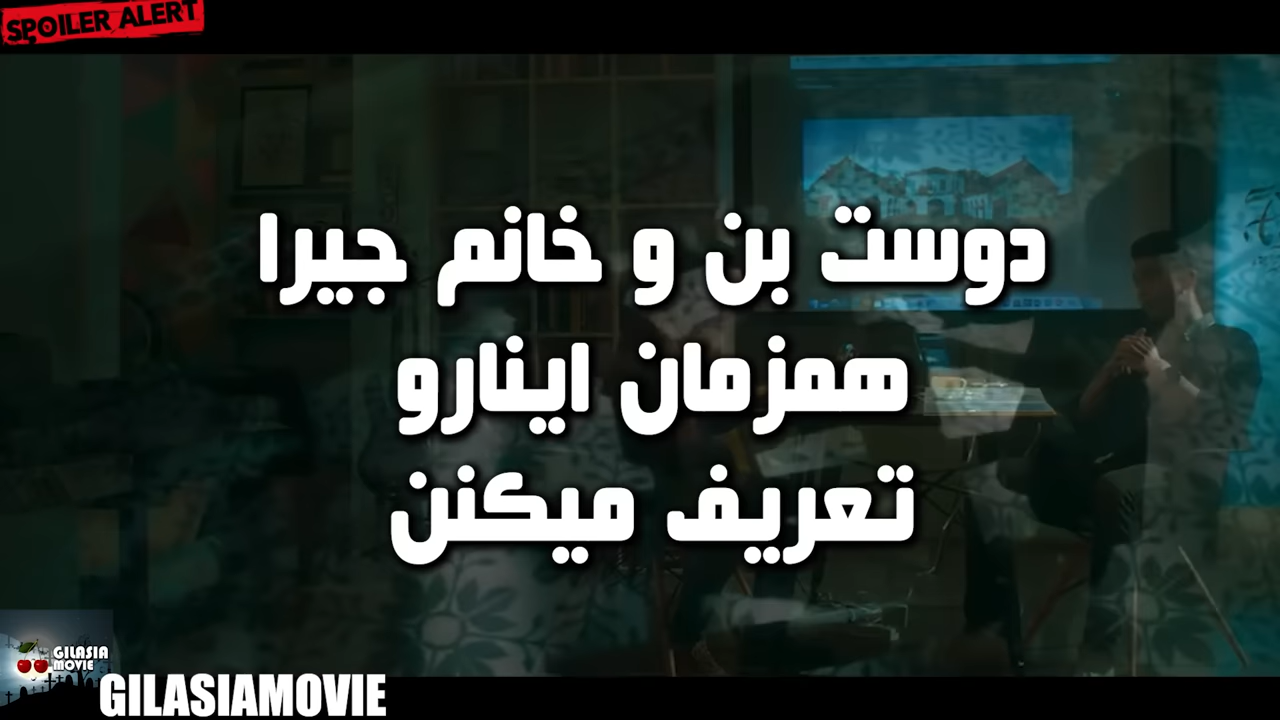 SPOILER ALERT
دوست بن و خانم جیرا
همزمان اینارو
تعریف میکنن
GILASIA
MOVIE
GILASIAMOVIE